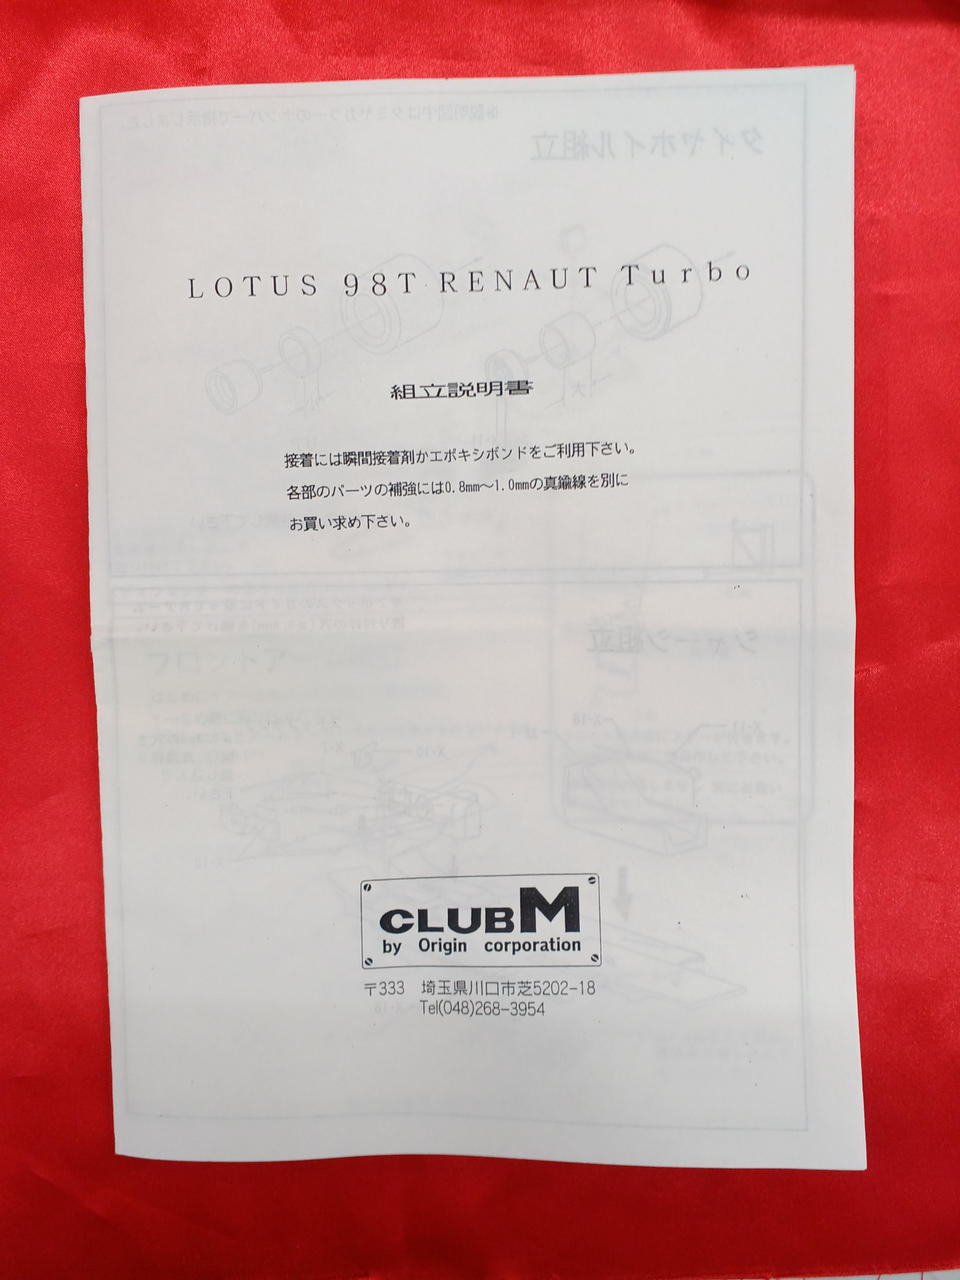 LOTUS 98T RENAUT Turbo
組立説明書
接着には瞬間接着剤かエポキシボンドをご利用下さい。
各部のパーツの補強には0.8mm～1.0mmの真鍮線を別に
お買い求め下さい。
CLUB M
by Origin corporation
〒333 埼玉県川口市芝5202-18
Tel(048)268-3954